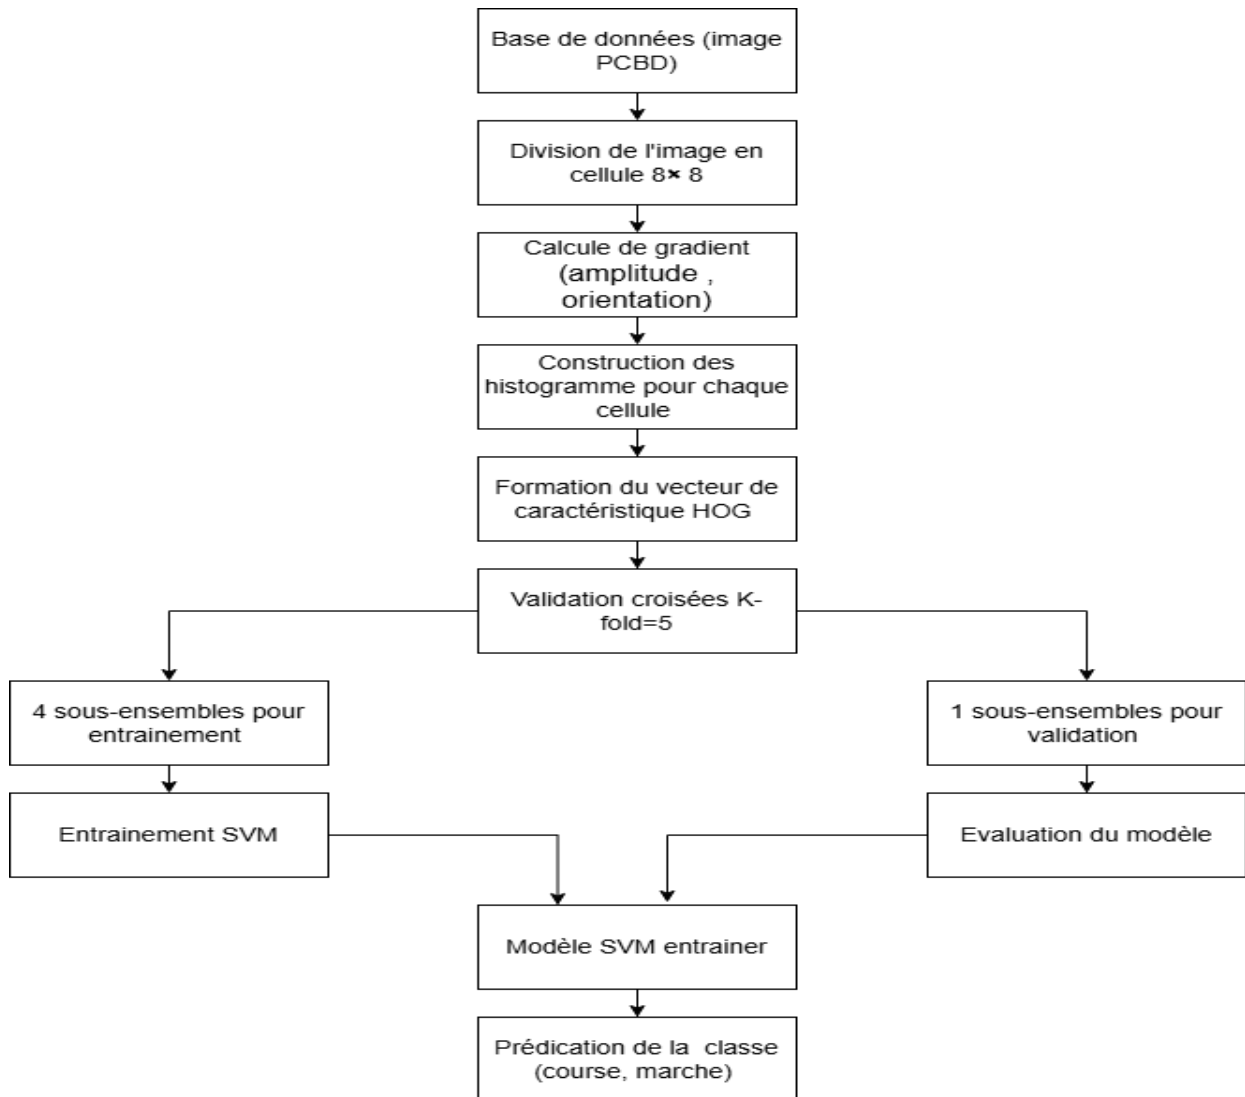 Base de données (image
PCBD)
Division de l'image en
cellule 8× 8
Calcule de gradient
(amplitude ,
orientation)
Construction des
histogramme pour chaque
cellule
Formation du vecteur de
caractéristique HOG
Validation croisées K-
fold=5
4 sous-ensembles pour
entrainement
1 sous-ensembles pour
validation
Entrainement SVM
Evaluation du modèle
Modèle SVM entrainer
Prédication de la classe
(course, marche)